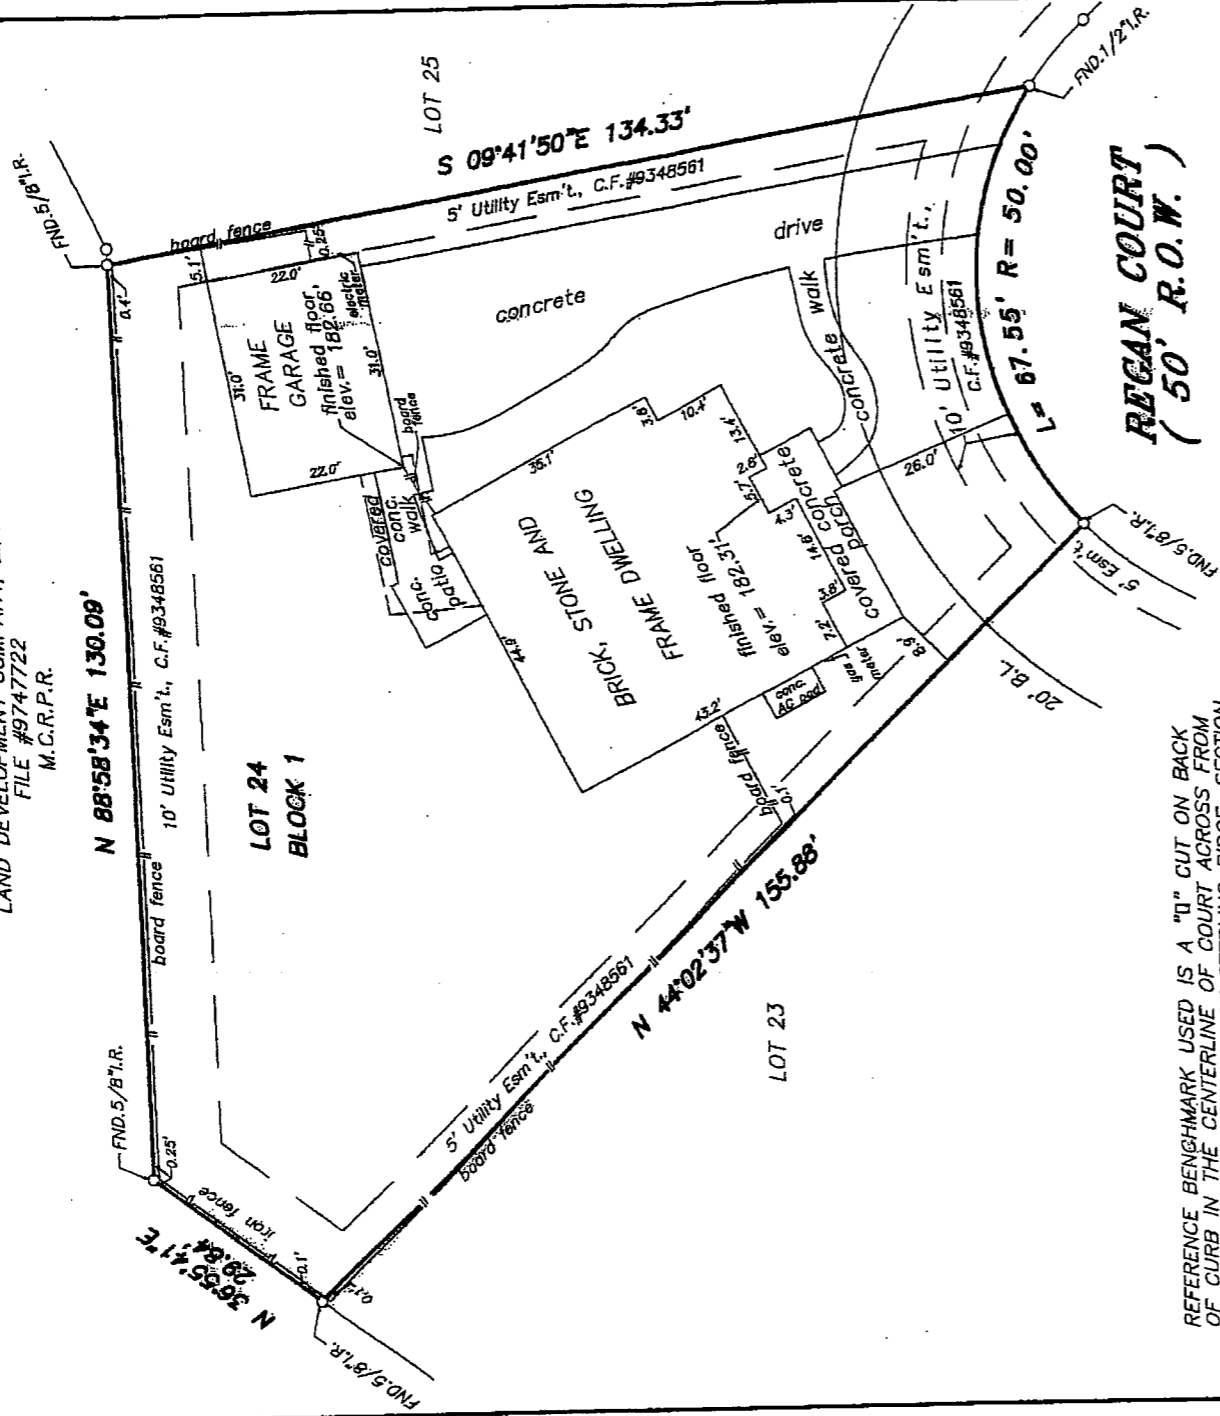 FILE #9747722
M.C.R.P.R.
FND.5/8"I.R.
FND.5/8"I.R.
N 88°58'34"E 130.09'
10' Utility Esm't., C.F.#9348561
board fence
0.4'
0.25'
LOT 24
BLOCK 1
N 36°55'41"E
29.84'
iron fence
0.1'
FND.5/8"I.R.
LOT 25
S 09°41'50"E 134.33'
5' Utility Esm't., C.F.#9348561
board fence
5.1'
22.0'
0.25'
electric
meter
31.0'
FRAME
GARAGE
finished floor
elev.= 182.66'
31.0'
22.0'
board
fence
covered
conc.
walk
conc.
patio
concrete
drive
concrete walk
BRICK, STONE AND
FRAME DWELLING
finished floor
elev.= 182.31'
3.8'
10.4'
13.4'
2.6'
5.7'
4.3'
14.8'
3.8'
7.2'
44.9'
43.2'
covered concrete
porch
26.0'
8.9'
gas
meter
conc.
AC pad
board fence
0.1'
10' Utility Esm't.,
C.F.#9348561
L= 67.55' R= 50.00'
FND.1/2"I.R.
REGAN COURT
( 50' R.O.W. )
FND.5/8"I.R.
5' Esm't.
20' B.L.
N 44°02'37"W 155.88'
5' Utility Esm't., C.F.#9348561
board fence
LOT 23
REFERENCE BENCHMARK USED IS A "□" CUT ON BACK
OF CURB IN THE CENTERLINE OF COURT ACROSS FROM